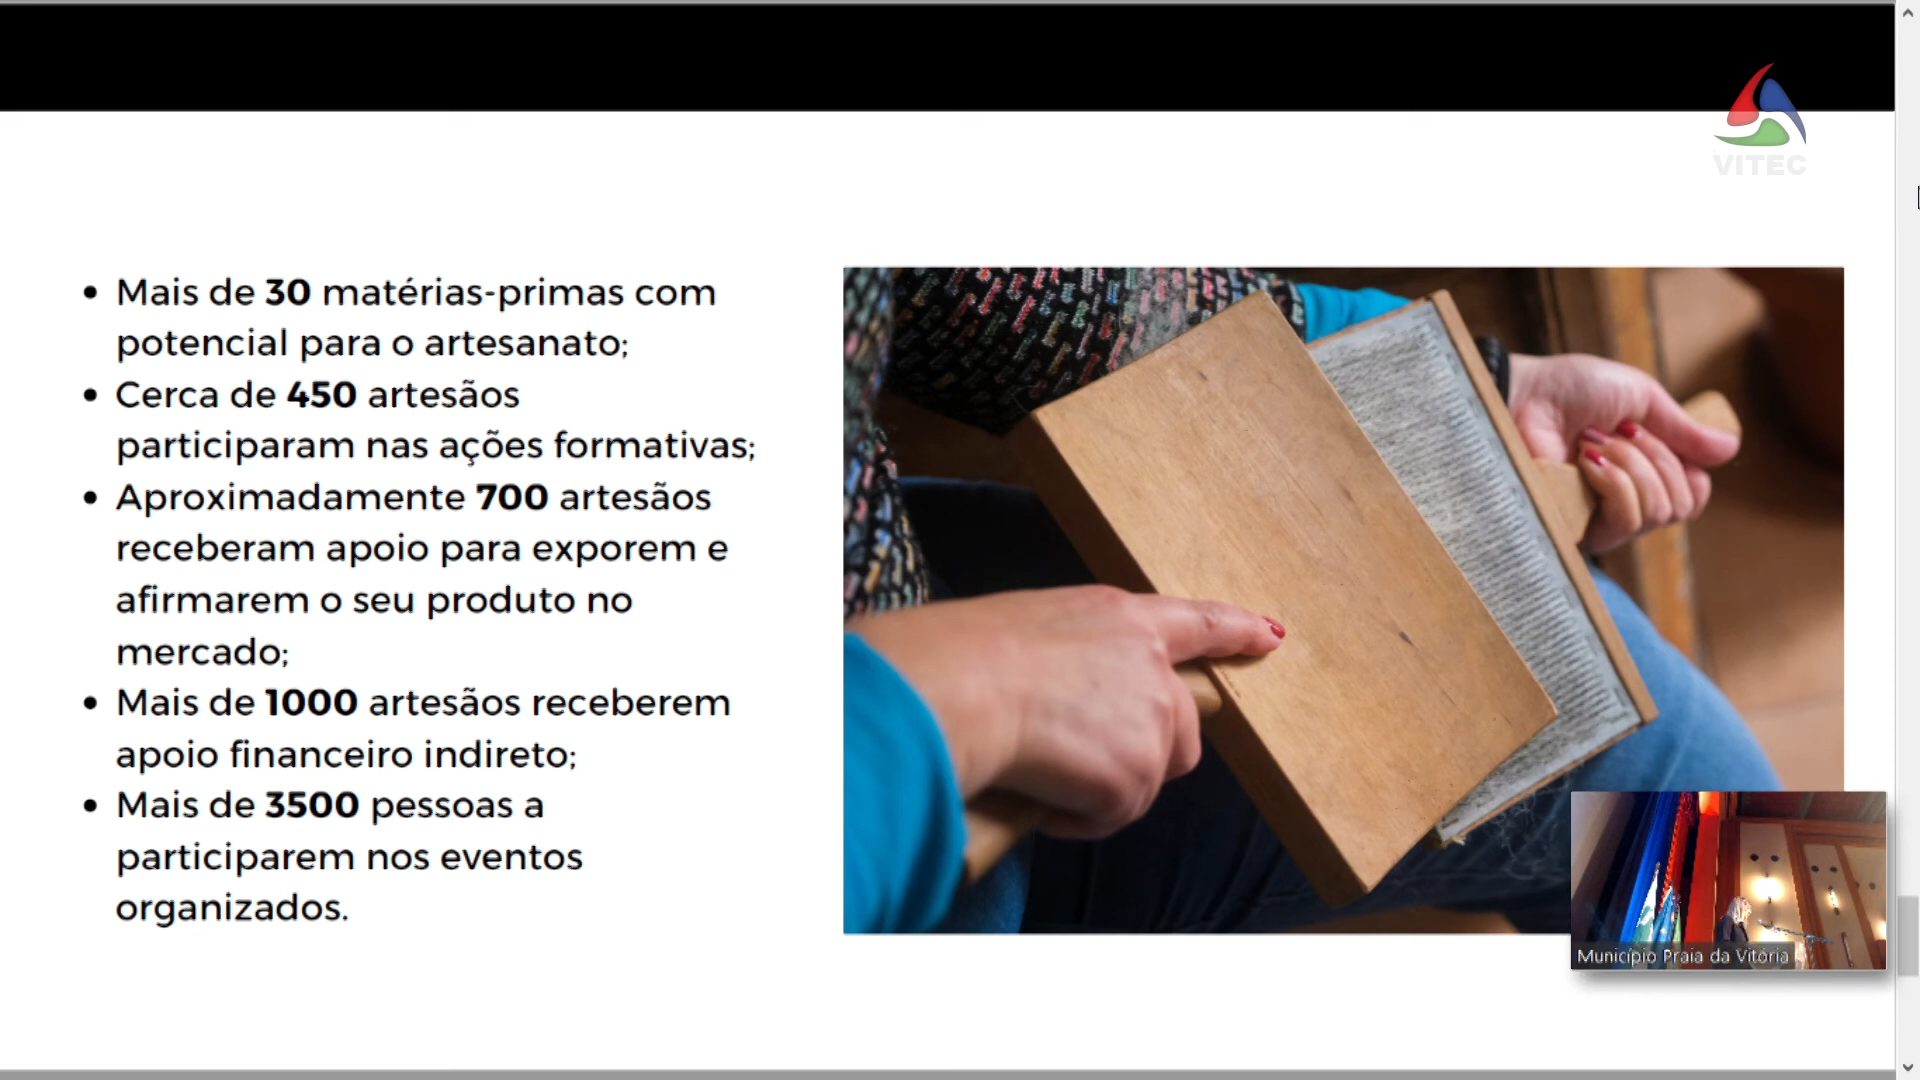 VITEC
Mais de 30 matérias-primas com
potencial para o artesanato;
Cerca de 450 artesãos
participaram nas ações formativas;
Aproximadamente 700 artesãos
receberam apoio para exporem e
afirmarem o seu produto no
mercado;
Mais de 1000 artesãos receberem
apoio financeiro indireto;
Mais de 3500 pessoas a
participarem nos eventos
organizados.
Município Praia da Vitória